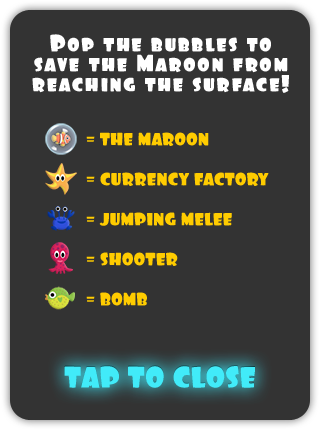 Pop the bubbles to
save the Maroon from
reaching the surface!
= The Maroon
= Currency Factory
= Jumping Melee
= Shooter
= Bomb
Tap to close